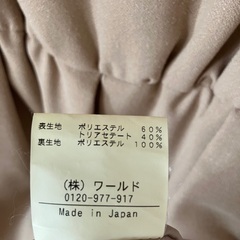 表生地 ポリエステル 60%
トリアセテート 40%
裏生地 ポリエステル 100%
(株) ワールド
0120-977-917
Made in Japan